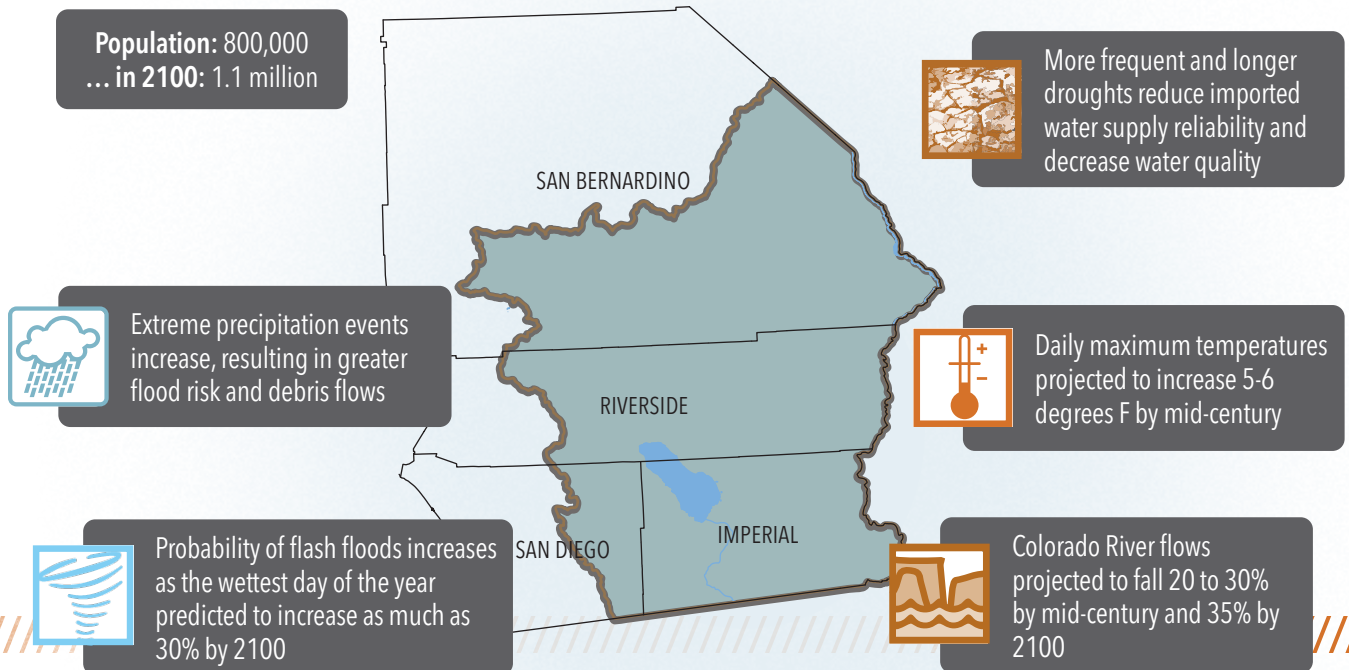 Population: 800,000
... in 2100: 1.1 million
More frequent and longer
droughts reduce imported
water supply reliability and
decrease water quality
SAN BERNARDINO
Extreme precipitation events
increase, resulting in greater
flood risk and debris flows
Daily maximum temperatures
projected to increase 5-6
degrees F by mid-century
RIVERSIDE
Probability of flash floods increases
as the wettest day of the year
predicted to increase as much as
30% by 2100
SAN DIEGO
IMPERIAL
Colorado River flows
projected to fall 20 to 30%
by mid-century and 35% by
2100